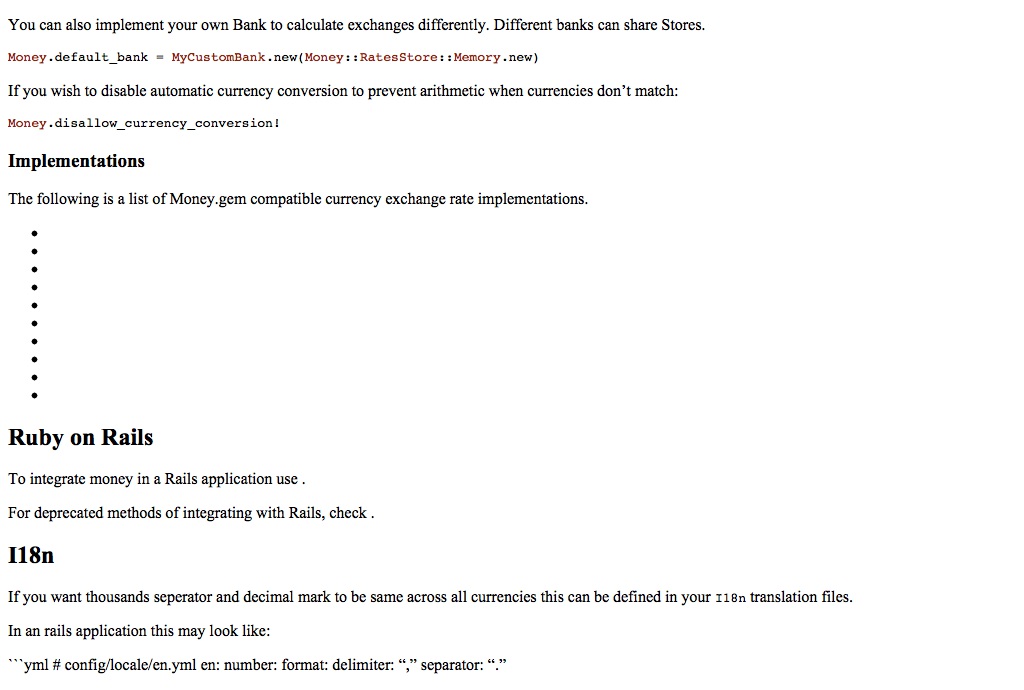 You can also implement your own Bank to calculate exchanges differently. Different banks can share Stores.
Money.default_bank = MyCustomBank.new(Money::RatesStore::Memory.new)
If you wish to disable automatic currency conversion to prevent arithmetic when currencies don’t match:
Money.disallow_currency_conversion!
Implementations
The following is a list of Money.gem compatible currency exchange rate implementations.
Ruby on Rails
To integrate money in a Rails application use .
For deprecated methods of integrating with Rails, check .
I18n
If you want thousands seperator and decimal mark to be same across all currencies this can be defined in your I18n translation files.
In an rails application this may look like:
```yml # config/locale/en.yml en: number: format: delimiter: “,” separator: “.”